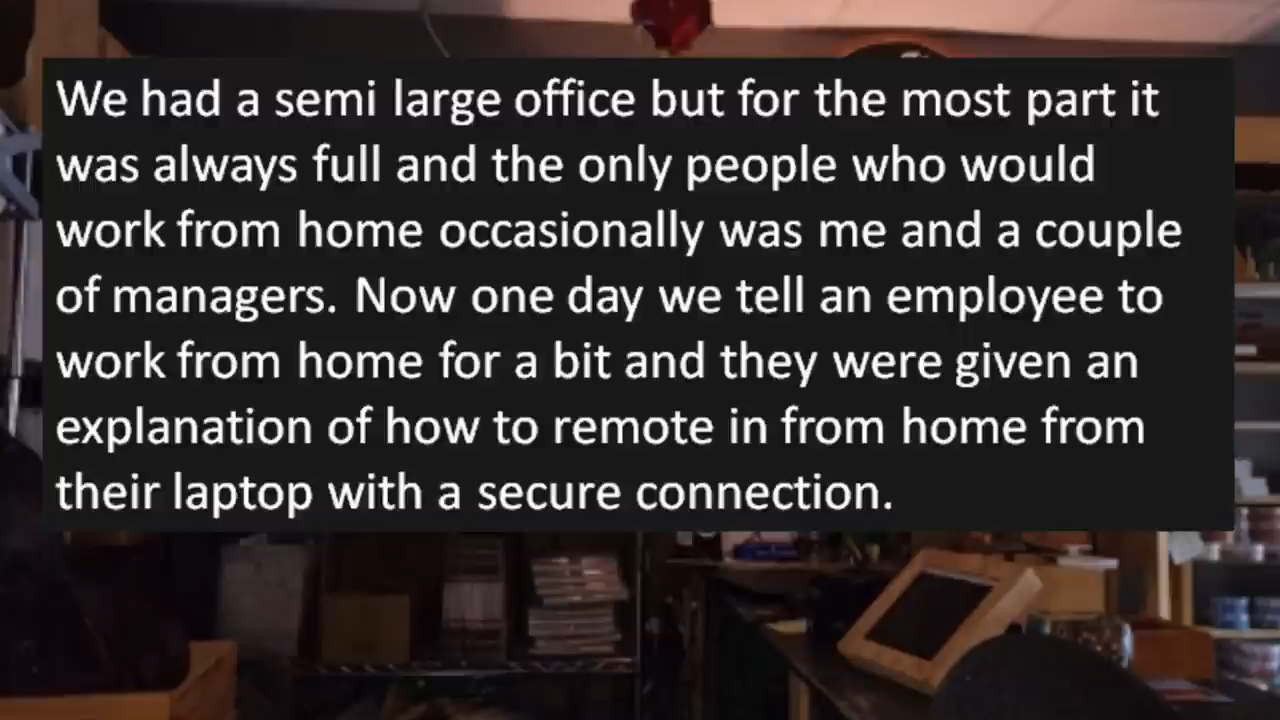 We had a semi large office but for the most part it
was always full and the only people who would
work from home occasionally was me and a couple
of managers. Now one day we tell an employee to
work from home for a bit and they were given an
explanation of how to remote in from home from
their laptop with a secure connection.